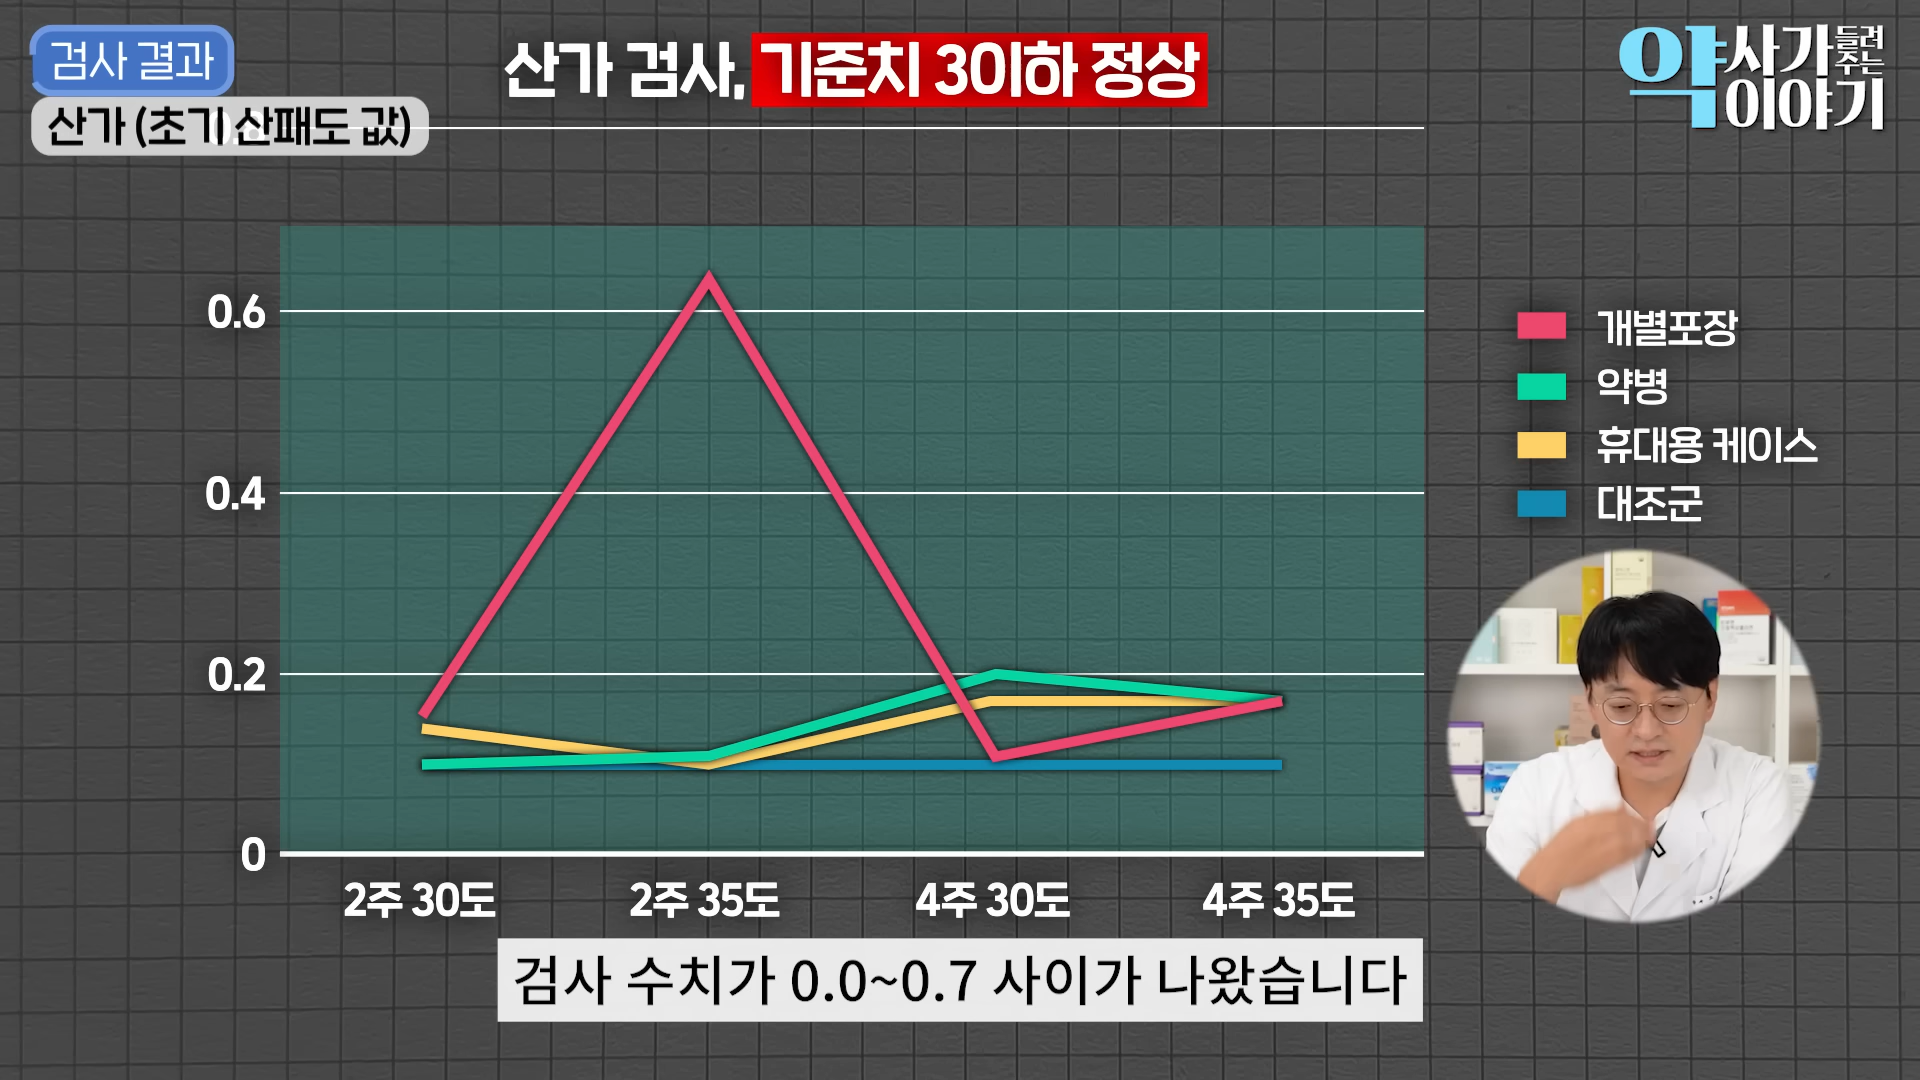 검사 결과
산가 (초기 산패도 값)
산가 검사, 기준치 3이하 정상
약사가 들려주는 이야기
0.8
0.6
0.4
0.2
0
2주 30도
2주 35도
4주 30도
4주 35도
개별포장
약병
휴대용 케이스
대조군
검사 수치가 0.0~0.7 사이가 나왔습니다